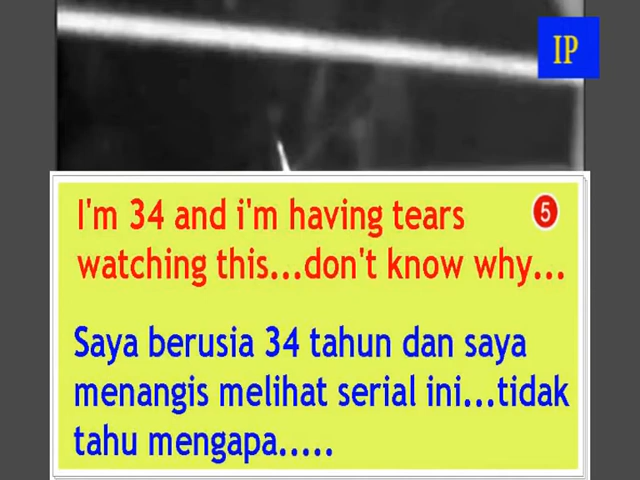 IP
I'm 34 and i'm having tears
5
watching this...don't know why...
Saya berusia 34 tahun dan saya
menangis melihat serial ini...tidak
tahu mengapa.....